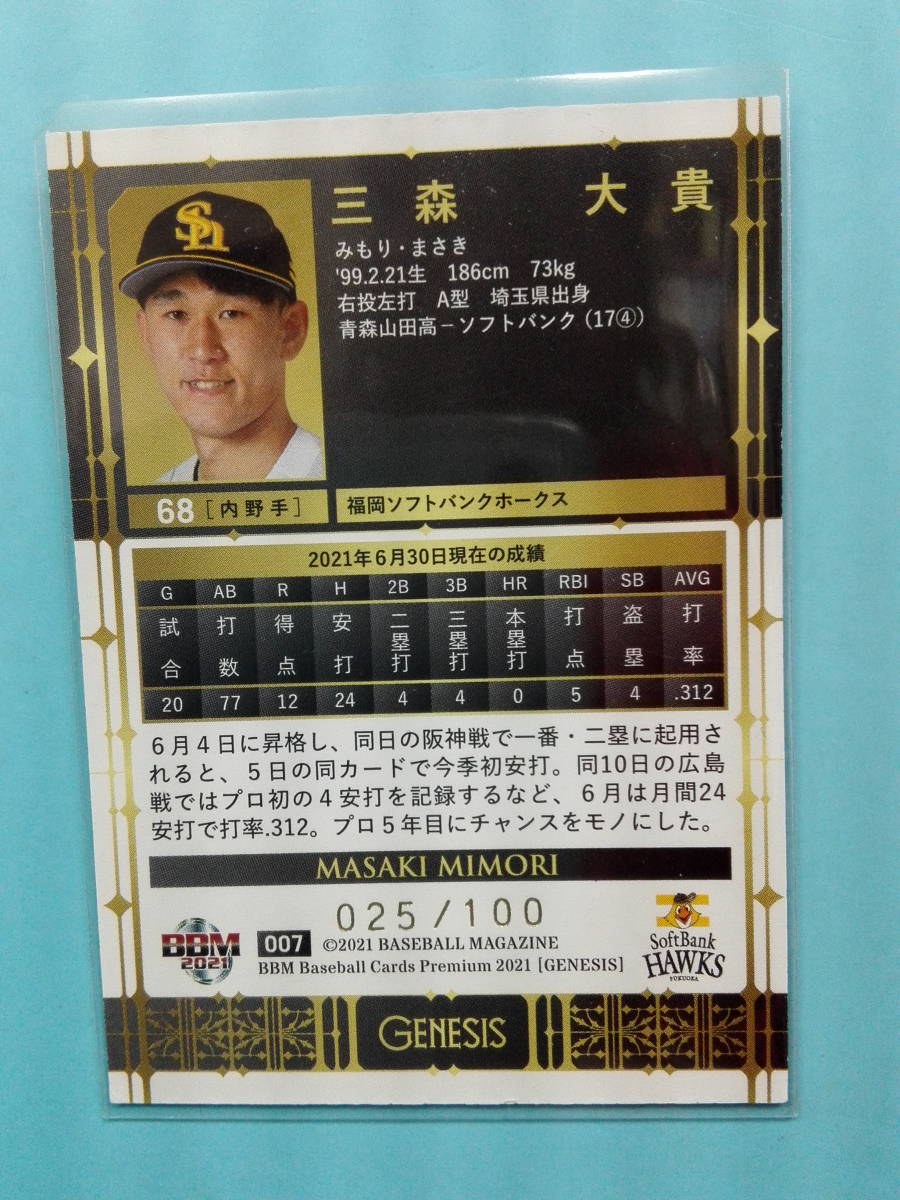 三森 大貴
みもり・まさき
'99.2.21生 186cm 73kg
右投左打 A型 埼玉県出身
青森山田高－ソフトバンク（17④）
68［内野手］
福岡ソフトバンクホークス
2021年6月30日現在の成績
G AB R H 2B 3B HR RBI SB AVG
試合 打数 得点 安打 二塁打 三塁打 本塁打 打点 盗塁 打率
20 77 12 24 4 4 0 5 4 .312
6月4日に昇格し、同日の阪神戦で一番・二塁に起用さ
れると、5日の同カードで今季初安打。同10日の広島
戦ではプロ初の4安打を記録するなど、6月は月間24
安打で打率.312。プロ5年目にチャンスをモノにした。
MASAKI MIMORI
025/100
BBM
2021
007
©2021 BASEBALL MAGAZINE
BBM Baseball Cards Premium 2021 [GENESIS]
SoftBank
HAWKS
FUKUOKA
GENESIS